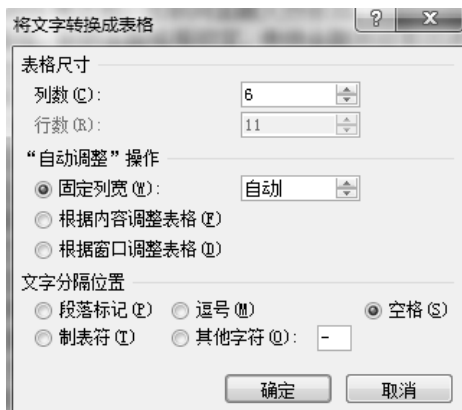 将文字转换成表格
表格尺寸
列数(C): 6
行数(R): 11
“自动调整”操作
固定列宽(W): 自动
根据内容调整表格(F)
根据窗口调整表格(D)
文字分隔位置
段落标记(P) 逗号(M) 空格(S)
制表符(T) 其他字符(O): -
确定 取消